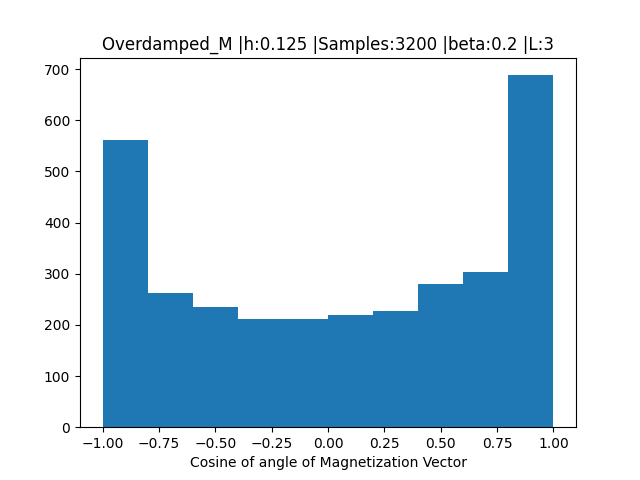 Overdamped_M |h:0.125 |Samples:3200 |beta:0.2 |L:3
700
600
500
400
300
200
100
0
−1.00 −0.75 −0.50 −0.25 0.00 0.25 0.50 0.75 1.00
Cosine of angle of Magnetization Vector